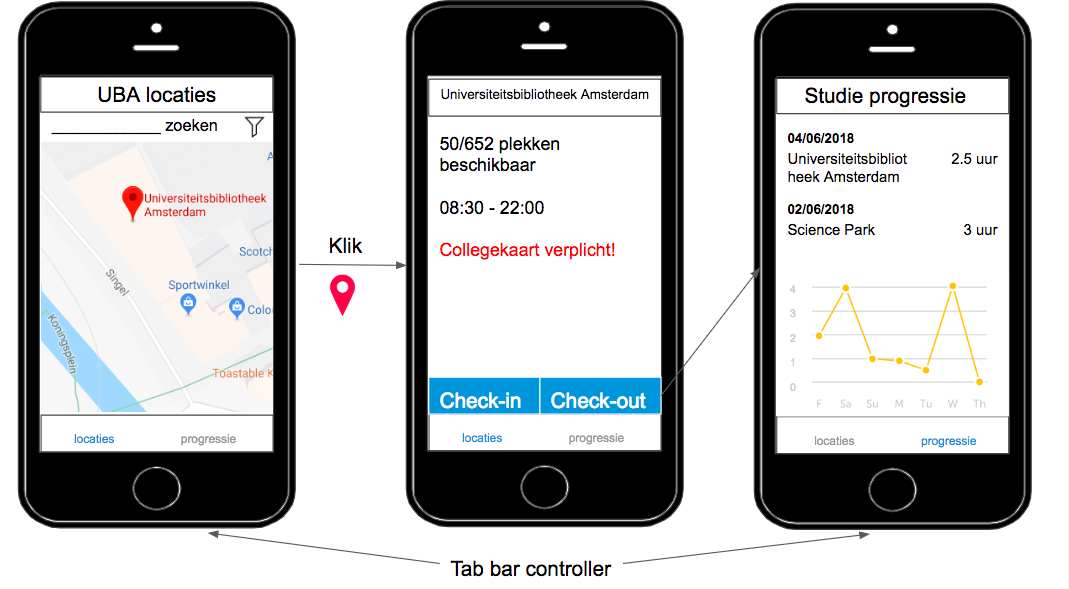 UBA locaties
____________ zoeken
A
Universiteitsbibliotheek
Amsterdam
Scotch
Singel
Sportwinkel
Colo
Koningsplein
Toastable K
locaties progressie
Klik
Universiteitsbibliotheek Amsterdam
50/652 plekken
beschikbaar
08:30 - 22:00
Collegekaart verplicht!
Check-in Check-out
locaties progressie
Studie progressie
04/06/2018
Universiteitsbibliot 2.5 uur
heek Amsterdam
02/06/2018
Science Park 3 uur
4
3
2
1
0
F Sa Su M Tu W Th
locaties progressie
Tab bar controller